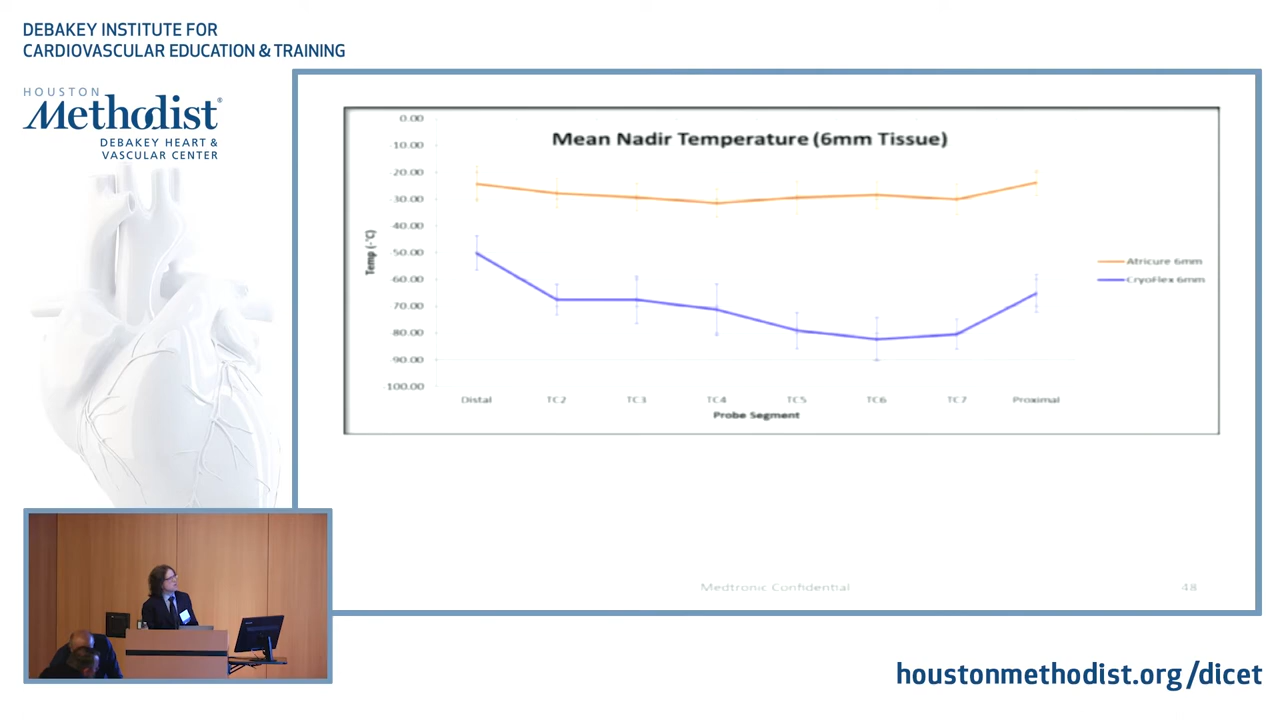 DEBAKEY INSTITUTE FOR
CARDIOVASCULAR EDUCATION & TRAINING
HOUSTON
Methodist®
DEBAKEY HEART &
VASCULAR CENTER
Mean Nadir Temperature (6mm Tissue)
0.00
-10.00
-20.00
-30.00
-40.00
-50.00
-60.00
-70.00
-80.00
-90.00
-100.00
Temp (-°C)
Distal TC2 TC3 TC4 TC5 TC6 TC7 Proximal
Probe Segment
Atricure 6mm
CryoFlex 6mm
Medtronic Confidential
48
houstonmethodist.org/dicet